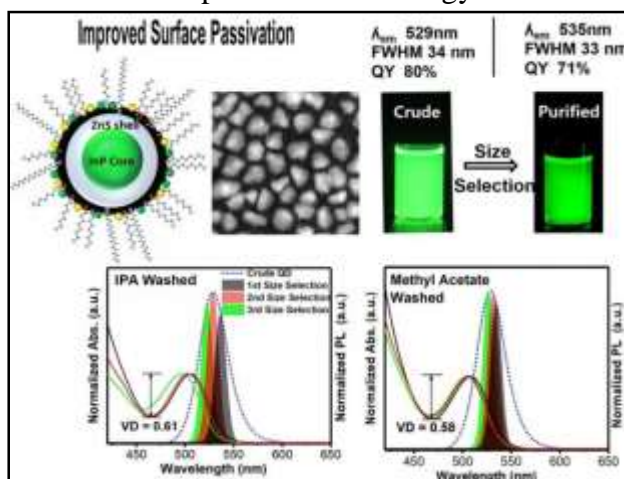 Improved Surface Passivation
λem 529nm
FWHM 34 nm
QY 80%
λem 535nm
FWHM 33 nm
QY 71%
ZnS shell
InP Core
Crude
Size
Selection
Purified
IPA Washed
Crude QD
1st Size Selection
2nd Size Selection
3rd Size Selection
Normalized Abs. (a.u.)
Normalized PL (a.u.)
VD = 0.61
450 500 550 600 650
Wavelength (nm)
Methyl Acetate
Washed
Normalized Abs. (a.u.)
Normalized PL (a.u.)
VD = 0.58
450 500 550 600 650
Wavelength (nm)